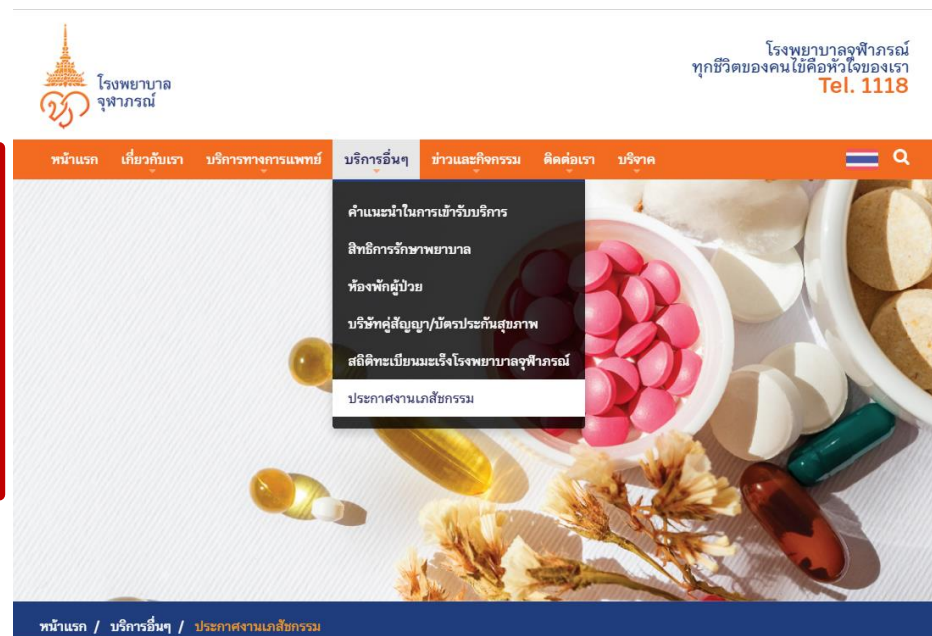 โรงพยาบาล
จุฬาภรณ์
โรงพยาบาลจุฬาภรณ์
ทุกชีวิตของคนไข้คือหัวใจของเรา
Tel. 1118
หน้าแรก เกี่ยวกับเรา บริการทางการแพทย์ บริการอื่นๆ ข่าวและกิจกรรม ติดต่อเรา บริจาค
คำแนะนำในการเข้ารับบริการ
สิทธิการรักษาพยาบาล
ห้องพักผู้ป่วย
บริษัทคู่สัญญา/บัตรประกันสุขภาพ
สถิติทะเบียนมะเร็งโรงพยาบาลจุฬาภรณ์
ประกาศงานเภสัชกรรม
หน้าแรก / บริการอื่นๆ / ประกาศงานเภสัชกรรม